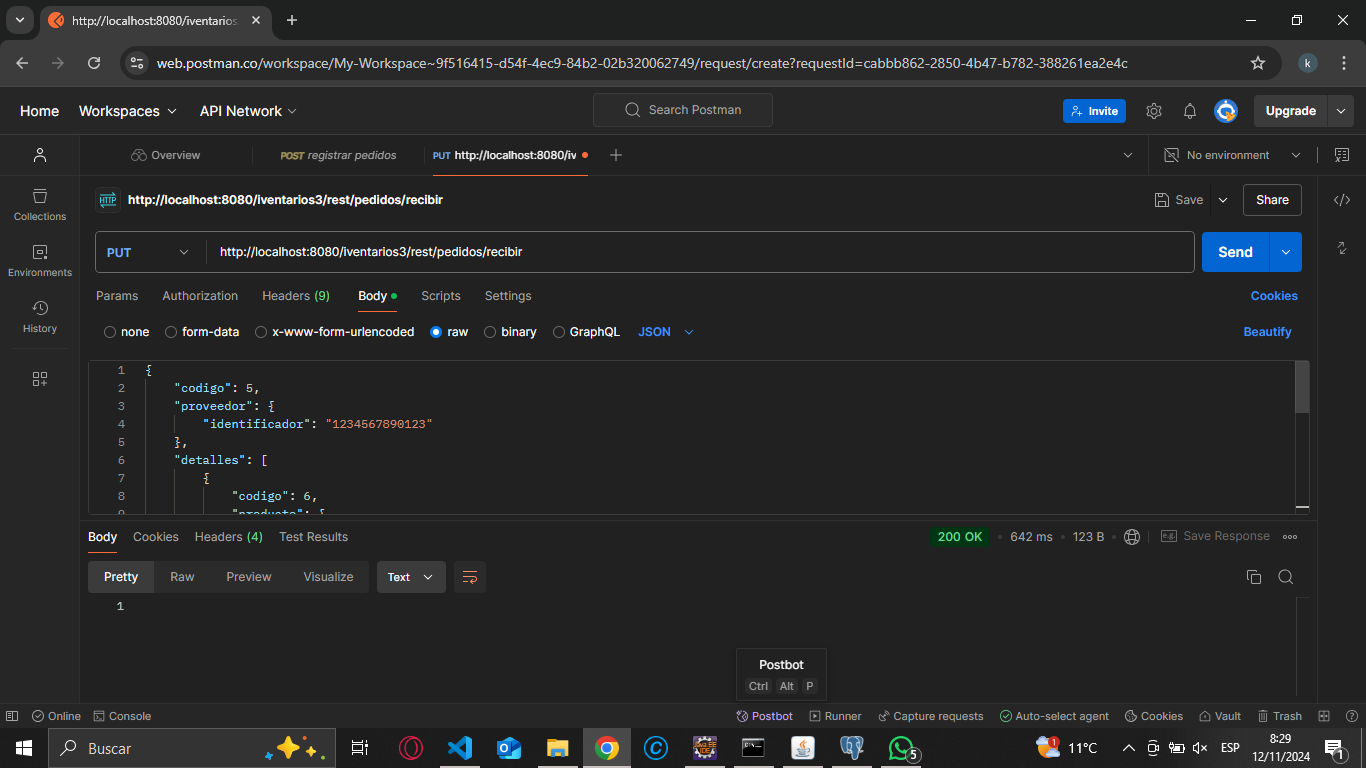 http://localhost:8080/iventarios
web.postman.co/workspace/My-Workspace~9f516415-d54f-4ec9-84b2-02b320062749/request/create?requestId=cabbb862-2850-4b47-b782-388261ea2e4c
k
Home Workspaces API Network Search Postman Invite Upgrade
Overview POST registrar pedidos PUT http://localhost:8080/iv No environment
HTTP http://localhost:8080/iventarios3/rest/pedidos/recibir Save Share
PUT http://localhost:8080/iventarios3/rest/pedidos/recibir Send
Collections
Environments
History
Params Authorization Headers (9) Body Scripts Settings Cookies
none form-data x-www-form-urlencoded raw binary GraphQL JSON Beautify
1 {
2 "codigo": 5,
3 "proveedor": {
4 "identificador": "1234567890123"
5 },
6 "detalles": [
7 {
8 "codigo": 6,
9 "producto": {
Body Cookies Headers (4) Test Results 200 OK 642 ms 123 B e.g. Save Response
Pretty Raw Preview Visualize Text
1
Postbot
Ctrl Alt P
Online Console Postbot Runner Capture requests Auto-select agent Cookies Vault Trash
Buscar 5 1 11°C ESP 8:29
12/11/2024 1